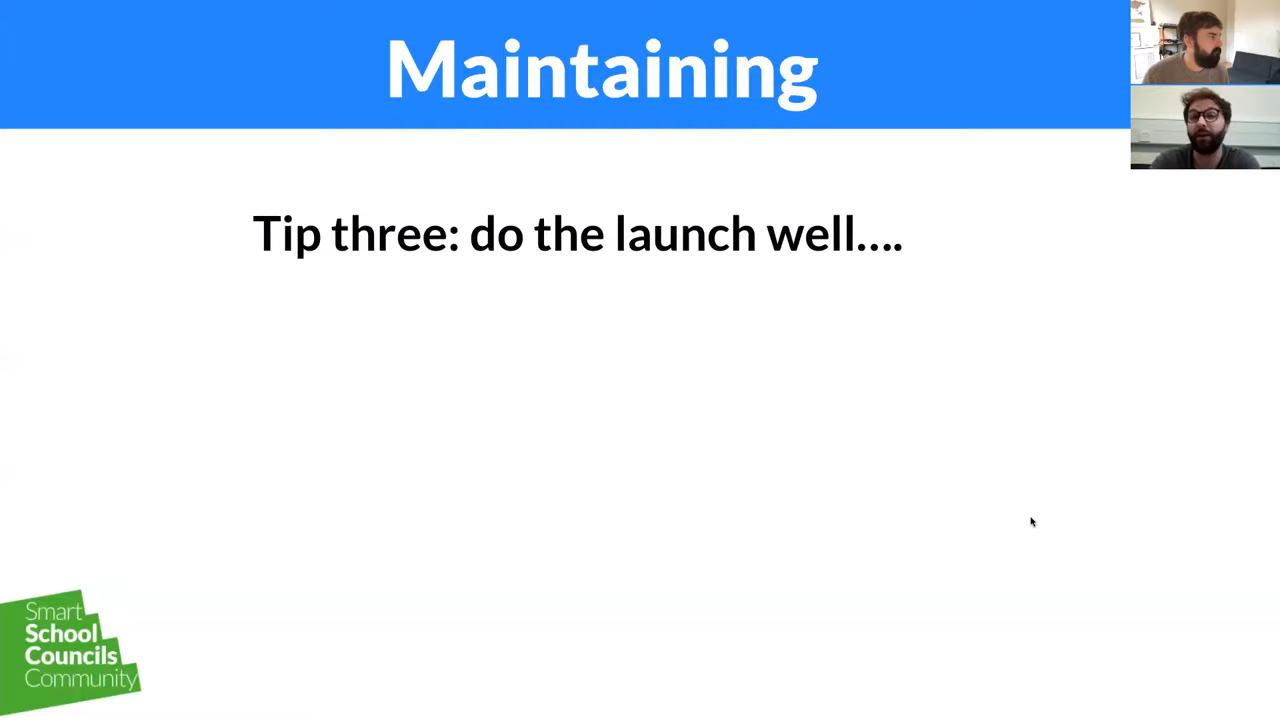 Maintaining
Tip three: do the launch well....
Smart
School
Councils
Community